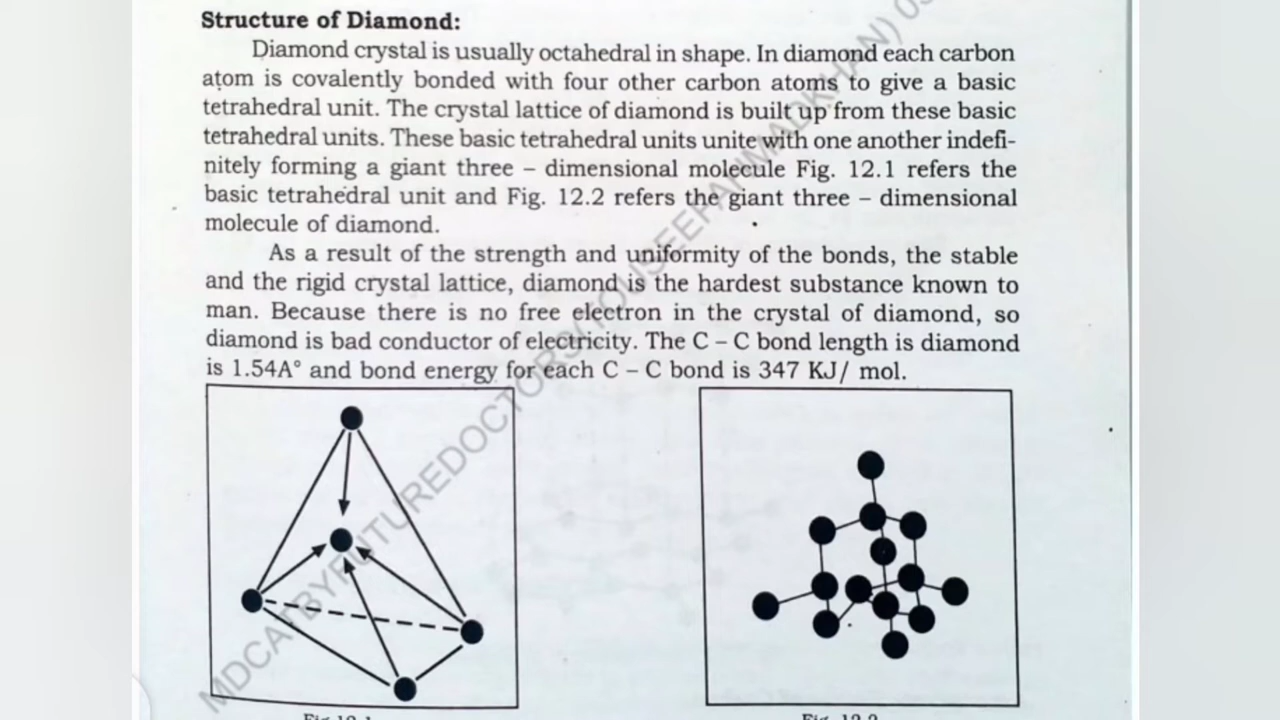 Structure of Diamond:
Diamond crystal is usually octahedral in shape. In diamond each carbon
atom is covalently bonded with four other carbon atoms to give a basic
tetrahedral unit. The crystal lattice of diamond is built up from these basic
tetrahedral units. These basic tetrahedral units unite with one another indefi-
nitely forming a giant three – dimensional molecule Fig. 12.1 refers the
basic tetrahedral unit and Fig. 12.2 refers the giant three – dimensional
molecule of diamond.
As a result of the strength and uniformity of the bonds, the stable
and the rigid crystal lattice, diamond is the hardest substance known to
man. Because there is no free electron in the crystal of diamond, so
diamond is bad conductor of electricity. The C – C bond length is diamond
is 1.54A° and bond energy for each C – C bond is 347 KJ/ mol.
Fig 12.1
Fig. 12.2